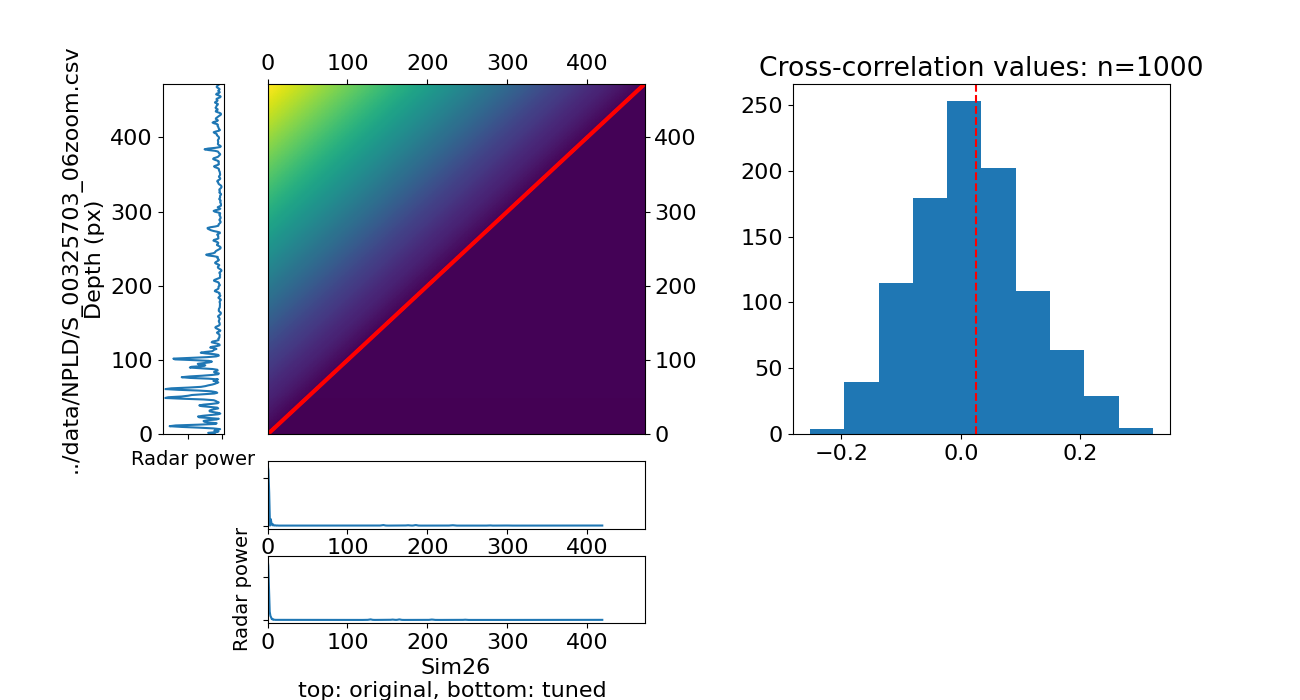 Cross-correlation values: n=1000
0 100 200 300 400
../data/NPLD/S_00325703_06zoom.csv
Depth (px)
400
300
200
100
0
Radar power
400
300
200
100
0
250
200
150
100
50
0
−0.2 0.0 0.2
0 100 200 300 400
Radar power
0 100 200 300 400
Sim26
top: original, bottom: tuned